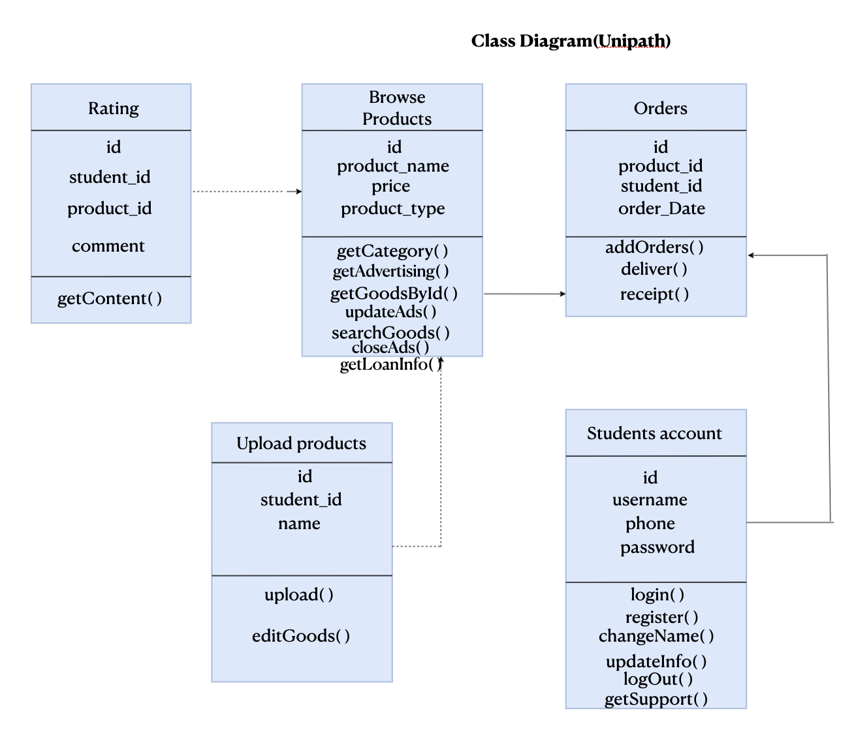 Class Diagram(Unipath)
Rating
id
student_id
product_id
comment
getContent( )
Browse
Products
id
product_name
price
product_type
getCategory( )
getAdvertising( )
getGoodsById( )
updateAds( )
searchGoods( )
closeAds( )
getLoanInfo( )
Orders
id
product_id
student_id
order_Date
addOrders( )
deliver( )
receipt( )
Upload products
id
student_id
name
upload( )
editGoods( )
Students account
id
username
phone
password
login( )
register( )
changeName( )
updateInfo( )
logOut( )
getSupport( )